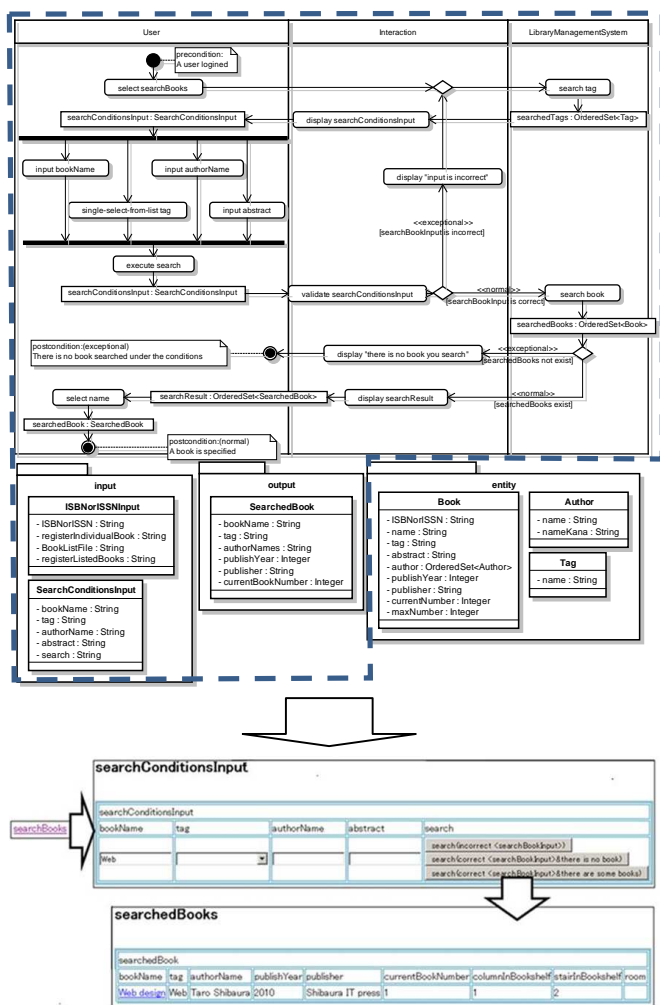 User
Interaction
LibraryManagementSystem
precondition:
A user logined
select searchBooks
search tag
searchConditionsInput : SearchConditionsInput
display searchConditionsInput
searchedTags : OrderedSet<Tag>
input bookName
input authorName
display "input is incorrect"
single-select-from-list tag
input abstract
<<exceptional>>
[searchBookInput is incorrect]
execute search
searchConditionsInput : SearchConditionsInput
validate searchConditionsInput
<<normal>>
[searchBookInput is correct]
search book
searchedBooks : OrderedSet<Book>
postcondition:(exceptional)
There is no book searched under the conditions
display "there is no book you search"
<<exceptional>>
[searchedBooks not exist]
select name
searchResult : OrderedSet<SearchedBook>
display searchResult
<<normal>>
[searchedBooks exist]
searchedBook : SearchedBook
postcondition:(normal)
A book is specified
input
ISBNorISSNInput
- ISBNorISSN : String
- registerIndividualBook : String
- BookListFile : String
- registerListedBooks : String
SearchConditionsInput
- bookName : String
- tag : String
- authorName : String
- abstract : String
- search : String
output
SearchedBook
- bookName : String
- tag : String
- authorNames : String
- publishYear : Integer
- publisher : String
- currentBookNumber : Integer
entity
Book
- ISBNorISSN : String
- name : String
- tag : String
- abstract : String
- author : OrderedSet<Author>
- publishYear : Integer
- publisher : String
- currentNumber : Integer
- maxNumber : Integer
Author
- name : String
- nameKana : String
Tag
- name : String
searchConditionsInput
searchBooks
searchConditionsInput
bookName tag authorName abstract search
search(incorrect <searchBookInput>)
Web search(correct <searchBookInput>&there is no book)
search(correct <searchBookInput>&there are some books)
searchedBooks
searchedBook
bookName tag authorName publishYear publisher currentBookNumber columnInBookshelf stairInBookshelf room
Web design Web Taro Shibaura 2010 Shibaura IT press 1 1 2